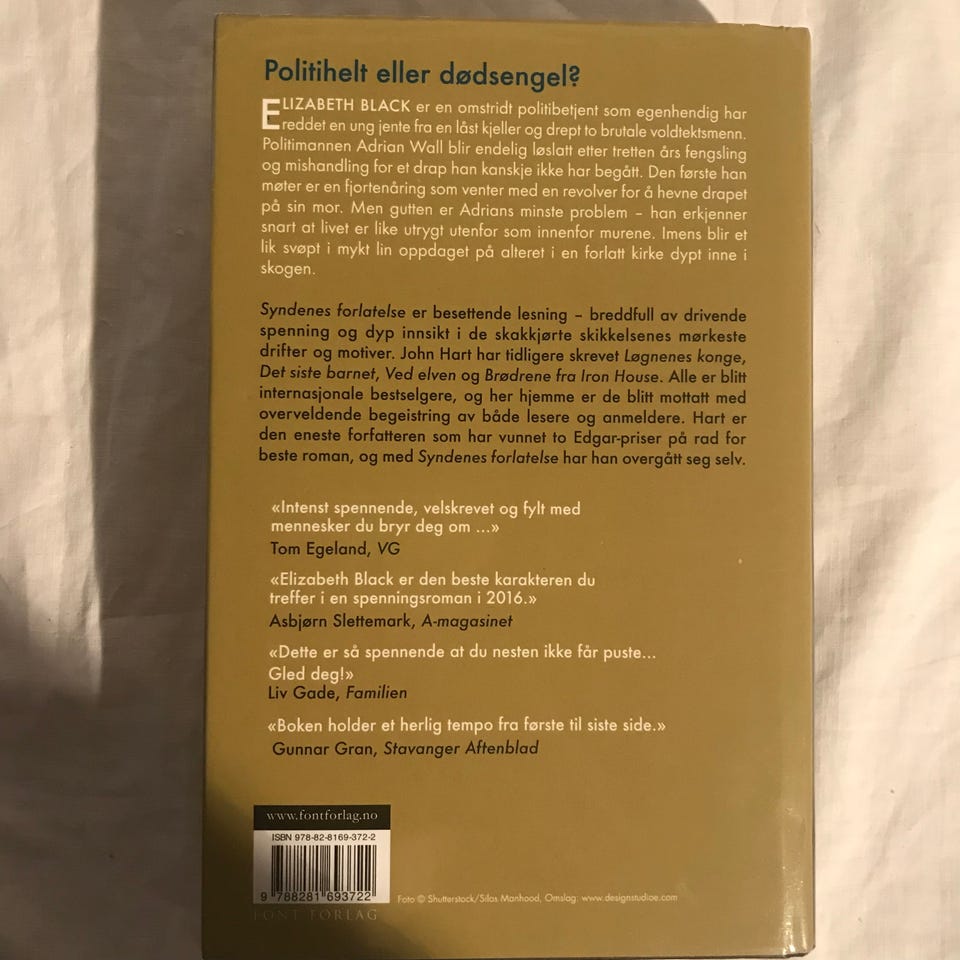 Politihelt eller dødsengel?
ELIZABETH BLACK er en omstridt politibetjent som egenhendig har
reddet en ung jente fra en låst kjeller og drept to brutale voldtektsmenn.
Politimannen Adrian Wall blir endelig løslatt etter tretten års fengsling
og mishandling for et drap han kanskje ikke har begått. Den første han
møter er en fjortenåring som venter med en revolver for å hevne drapet
på sin mor. Men gutten er Adrians minste problem – han erkjenner
snart at livet er like utrygt utenfor som innenfor murene. Imens blir et
lik svøpt i mykt lin oppdaget på alteret i en forlatt kirke dypt inne i
skogen.
Syndenes forlatelse er besettende lesning – breddfull av drivende
spenning og dyp innsikt i de skakkjørte skikkelsenes mørkeste
drifter og motiver. John Hart har tidligere skrevet Løgnenes konge,
Det siste barnet, Ved elven og Brødrene fra Iron House. Alle er blitt
internasjonale bestselgere, og her hjemme er de blitt mottatt med
overveldende begeistring av både lesere og anmeldere. Hart er
den eneste forfatteren som har vunnet to Edgar-priser på rad for
beste roman, og med Syndenes forlatelse har han overgått seg selv.
«Intenst spennende, velskrevet og fylt med
mennesker du bryr deg om ...»
Tom Egeland, VG
«Elizabeth Black er den beste karakteren du
treffer i en spenningsroman i 2016.»
Asbjørn Slettemark, A-magasinet
«Dette er så spennende at du nesten ikke får puste...
Gled deg!»
Liv Gade, Familien
«Boken holder et herlig tempo fra første til siste side.»
Gunnar Gran, Stavanger Aftenblad
www.fontforlag.no
ISBN 978-82-8169-372-2
9 788281 693722
FONT FORLAG
Foto © Shutterstock/Silas Manhood, Omslag: www.designstudioe.com